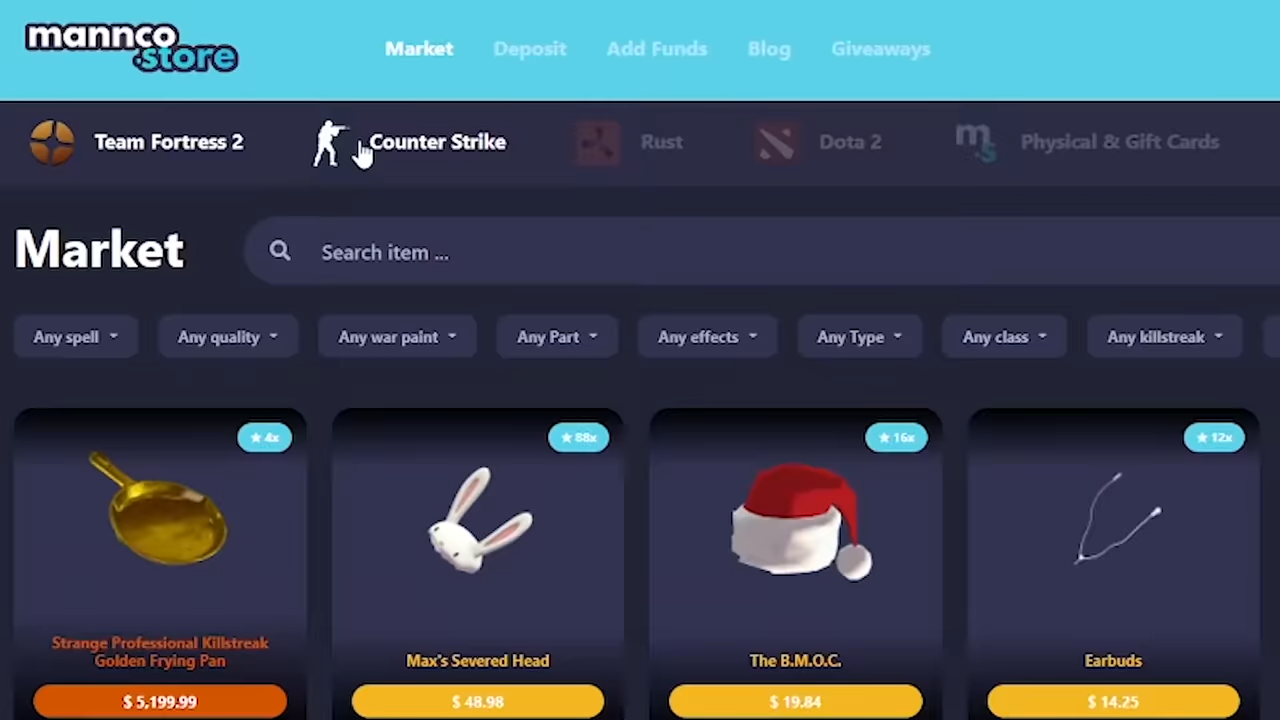 mannco
.store
Market Deposit Add Funds Blog Giveaways
Team Fortress 2 Counter Strike Rust Dota 2 ms Physical & Gift Cards
Market Search item ...
Any spell Any quality Any war paint Any Part Any effects Any Type Any class Any killstreak
4x 88x 16x 12x
Strange Professional Killstreak
Golden Frying Pan Max's Severed Head The B.M.O.C. Earbuds
$ 5,199.99 $ 48.98 $ 19.84 $ 14.25